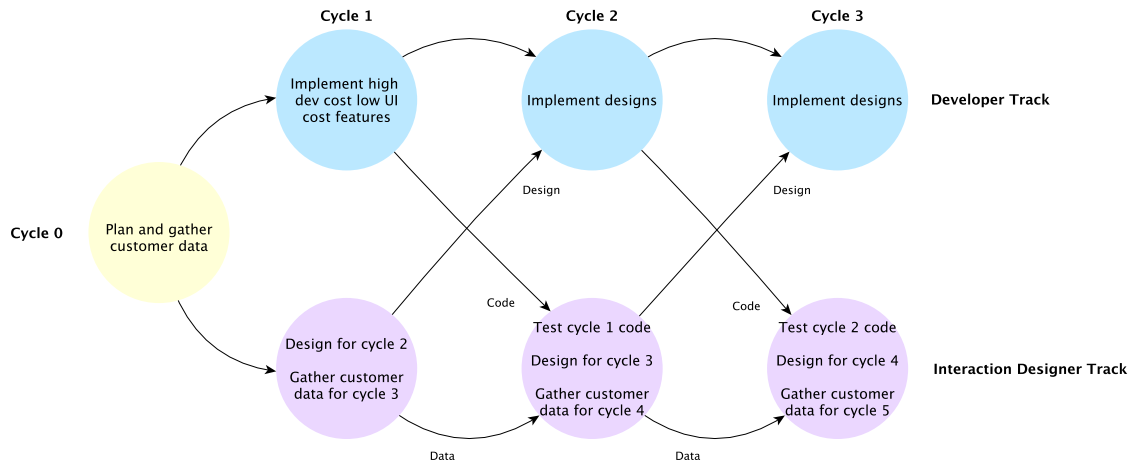 Cycle 1
Cycle 2
Cycle 3
Implement high
dev cost low UI
cost features
Implement designs
Implement designs
Developer Track
Design
Design
Cycle 0
Plan and gather
customer data
Code
Code
Design for cycle 2
Gather customer
data for cycle 3
Test cycle 1 code
Design for cycle 3
Gather customer
data for cycle 4
Test cycle 2 code
Design for cycle 4
Gather customer
data for cycle 5
Interaction Designer Track
Data
Data